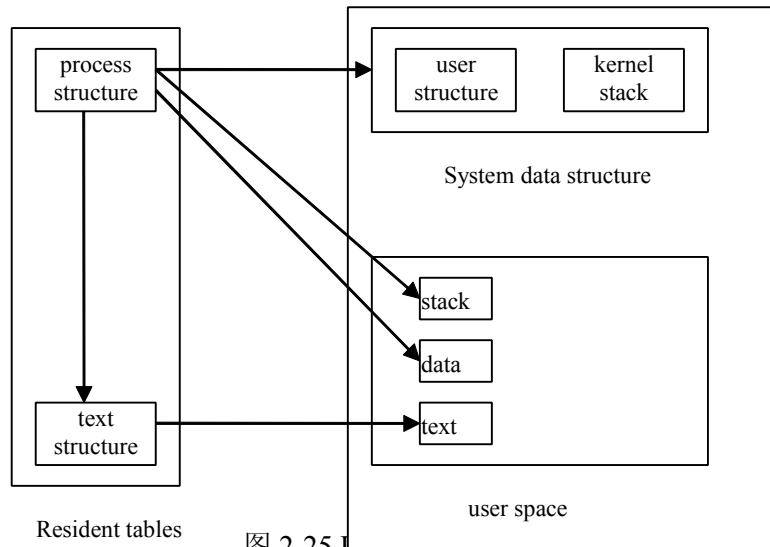 process
structure
user
structure
kernel
stack
System data structure
stack
data
text
structure
text
user space
Resident tables
图 2-25